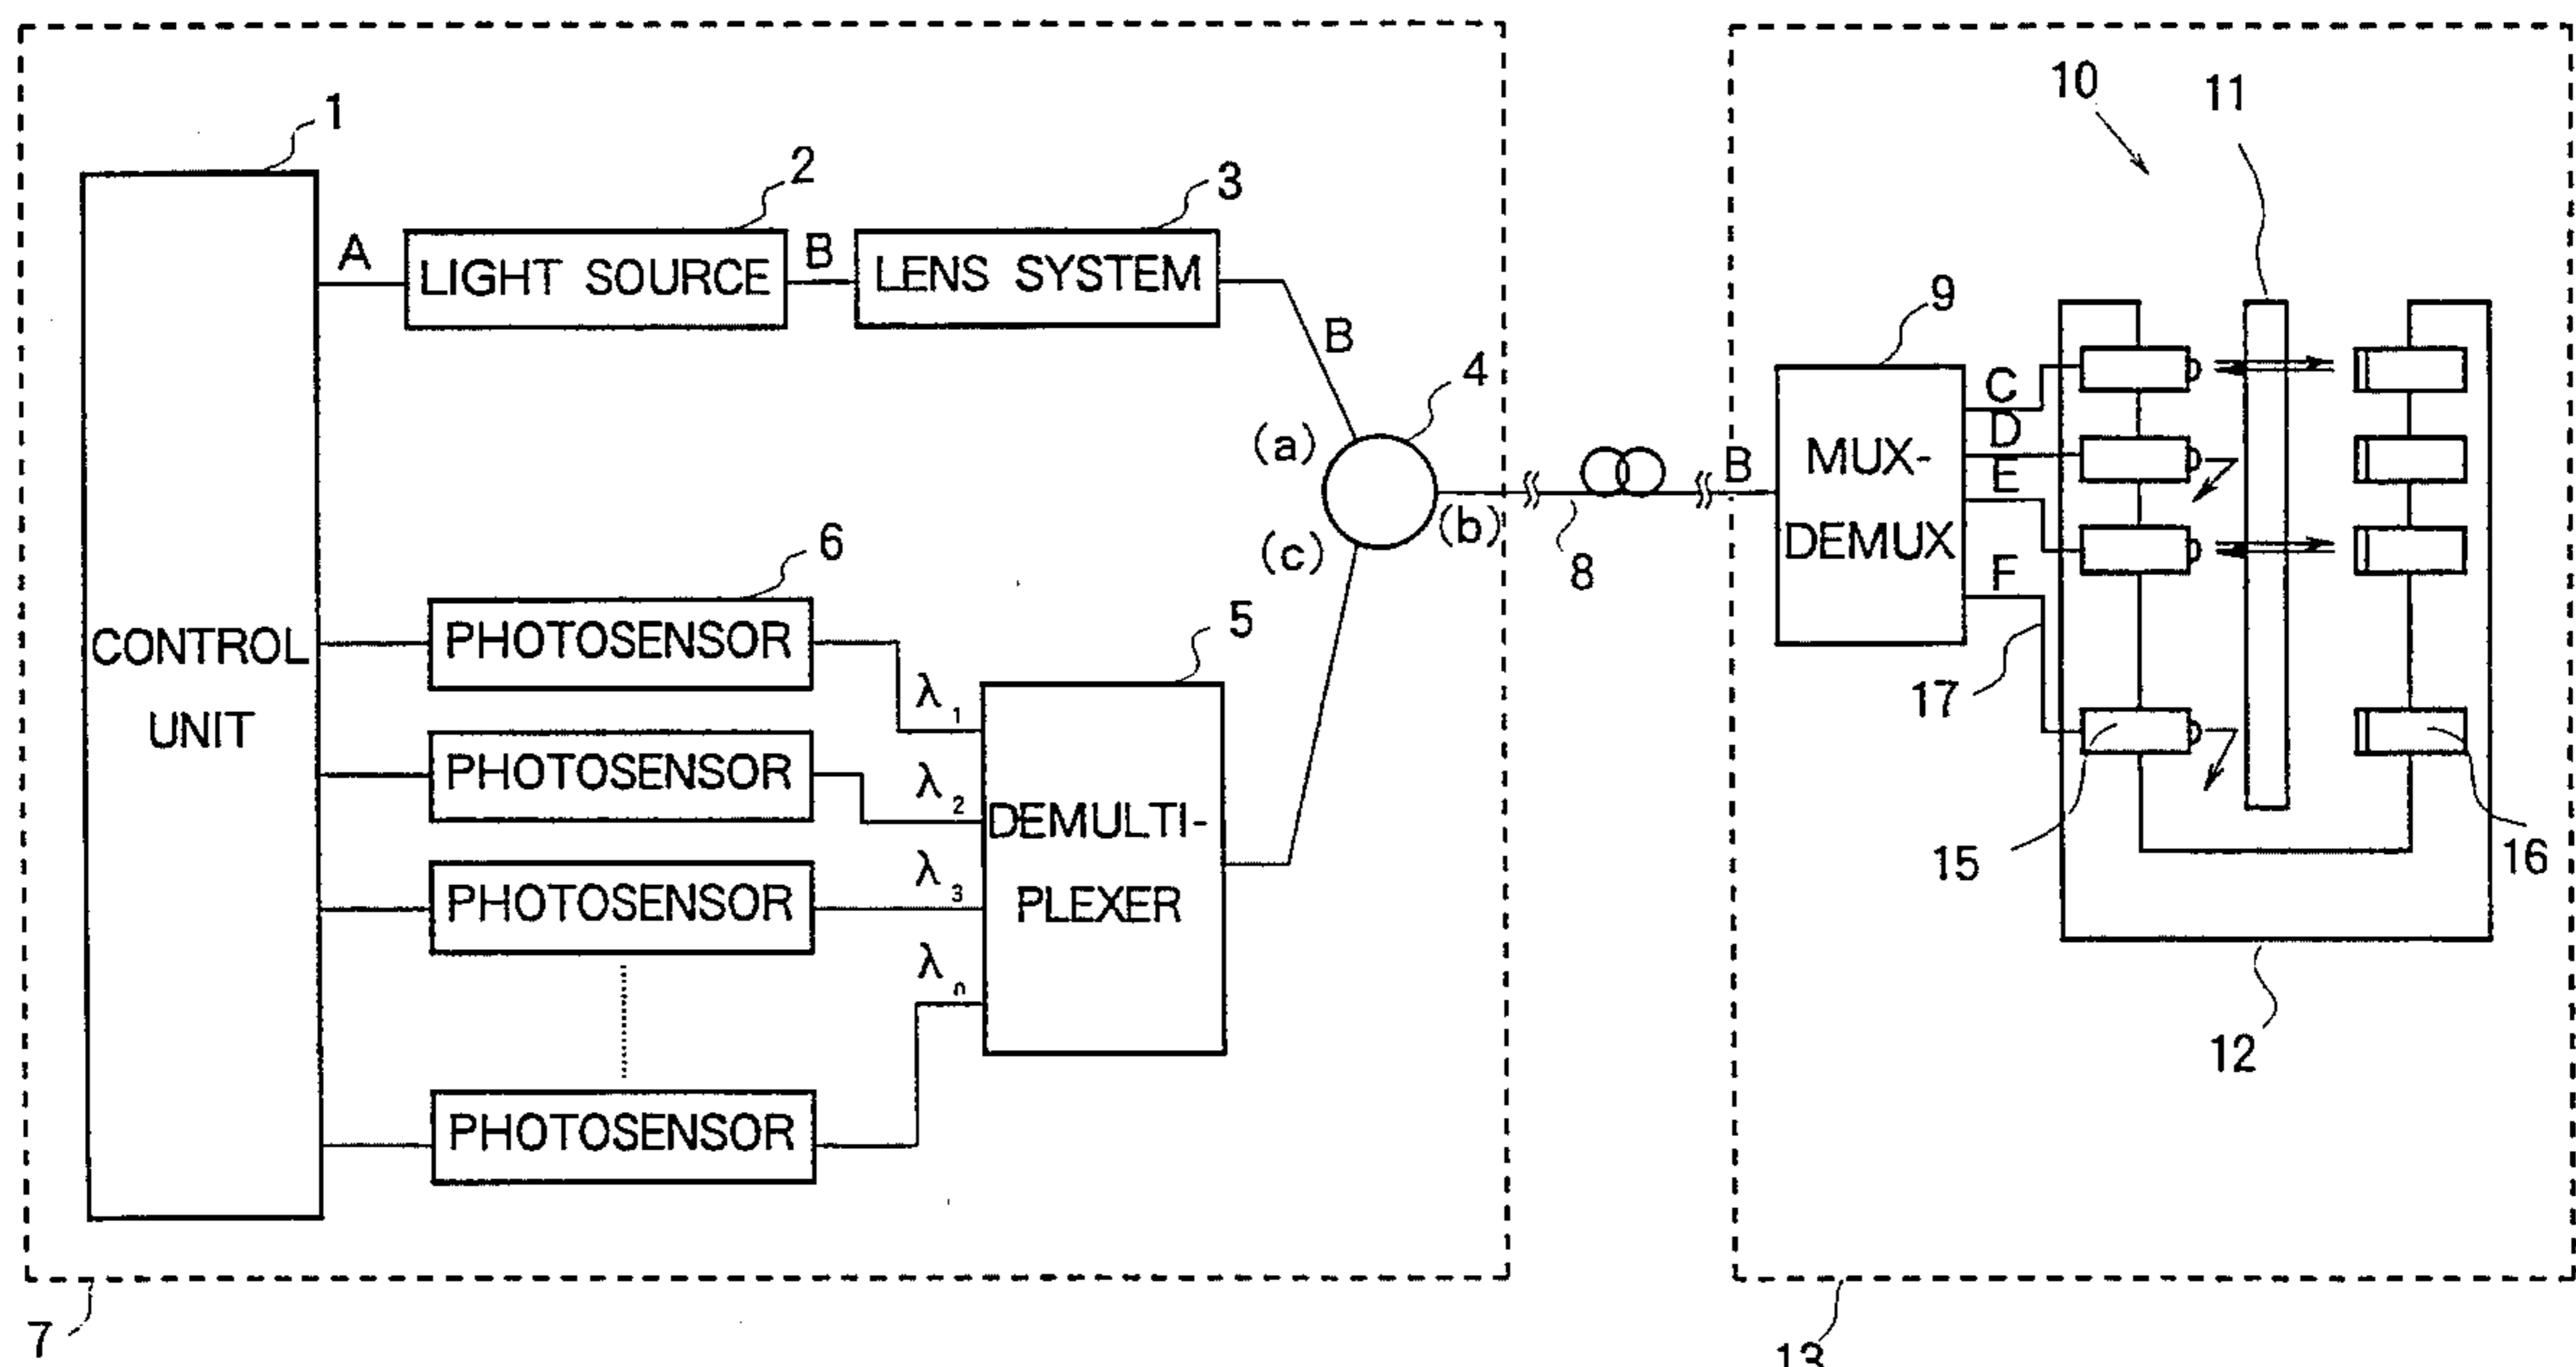 1
2
3
A
B
LIGHT SOURCE
LENS SYSTEM
B
4
(a)
(b)
(c)
CONTROL
UNIT
6
PHOTOSENSOR
PHOTOSENSOR
PHOTOSENSOR
PHOTOSENSOR
λ1
λ2
λ3
λn
5
DEMULTI-
PLEXER
7
8
B
9
MUX-
DEMUX
C
D
E
F
10
11
17
15
16
12
13